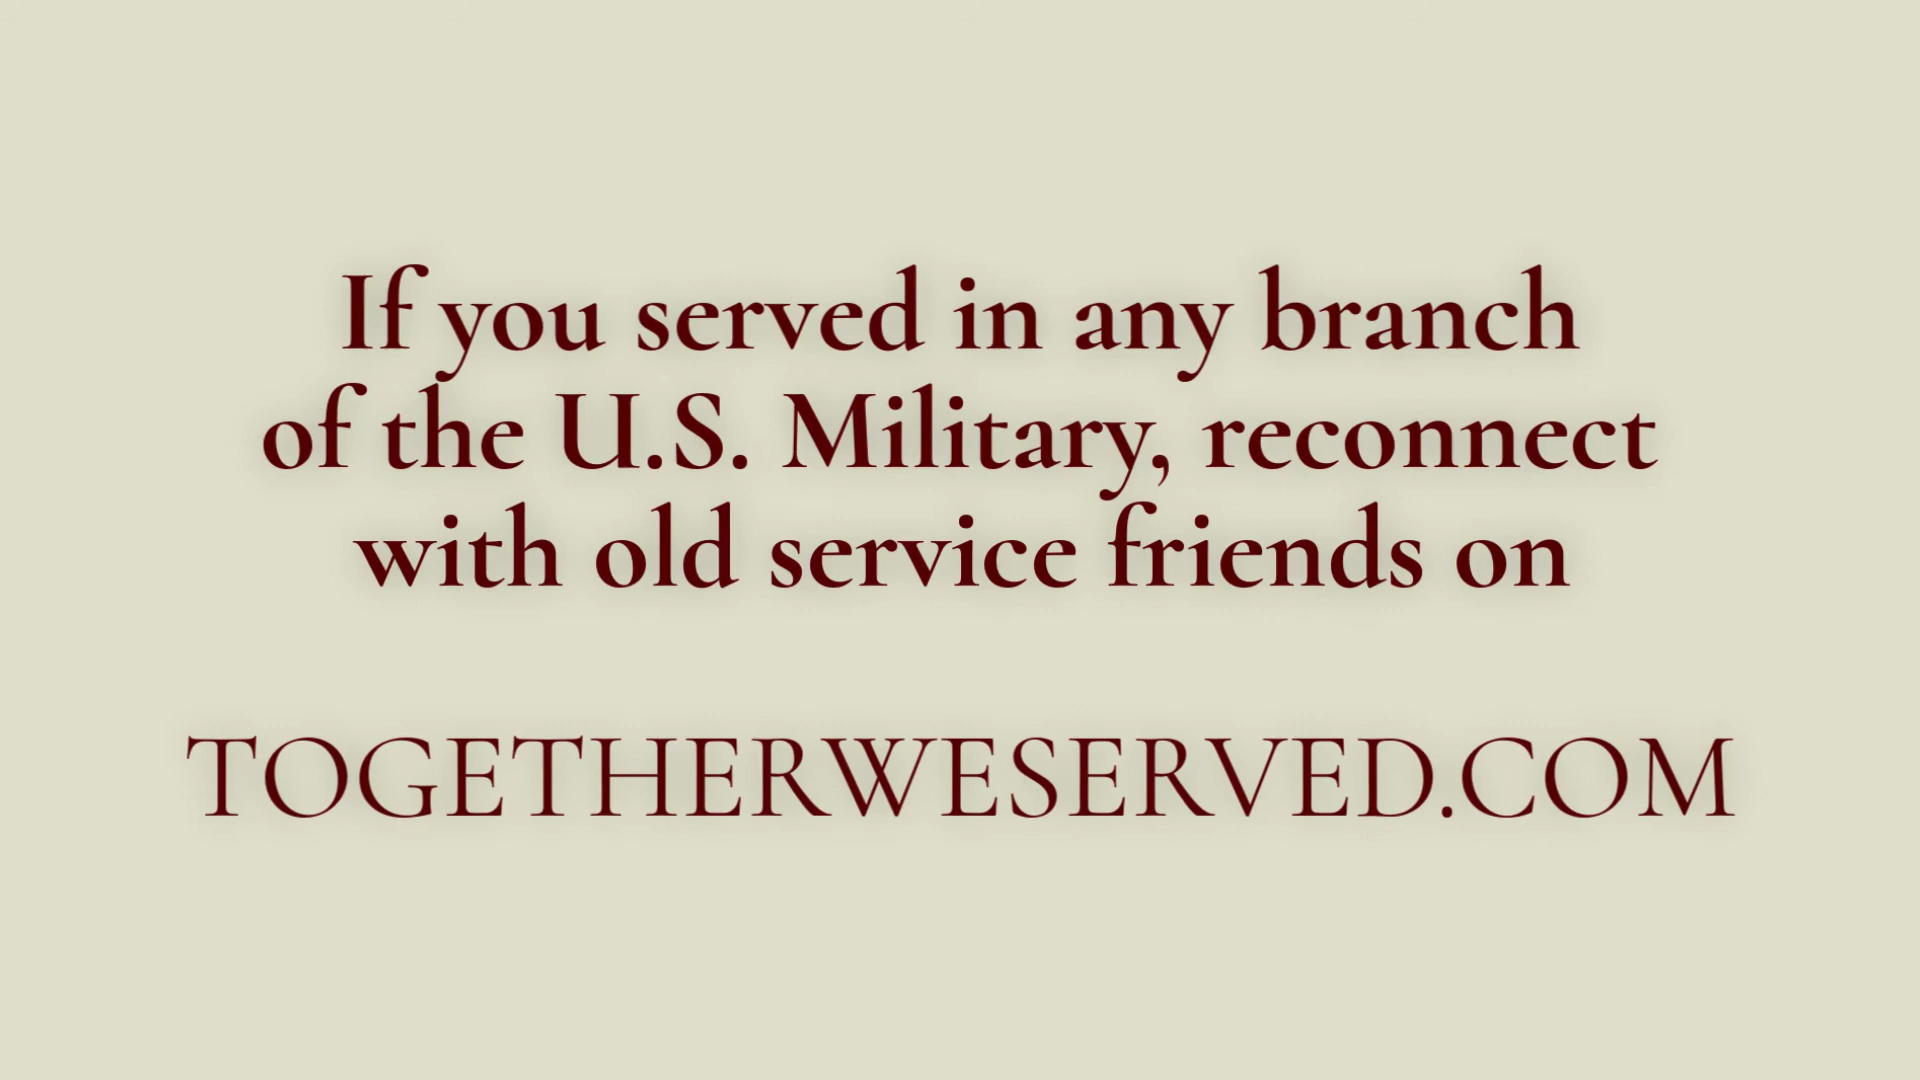 If you served in any branch
of the U.S. Military, reconnect
with old service friends on
TOGETHERWESERVED.COM